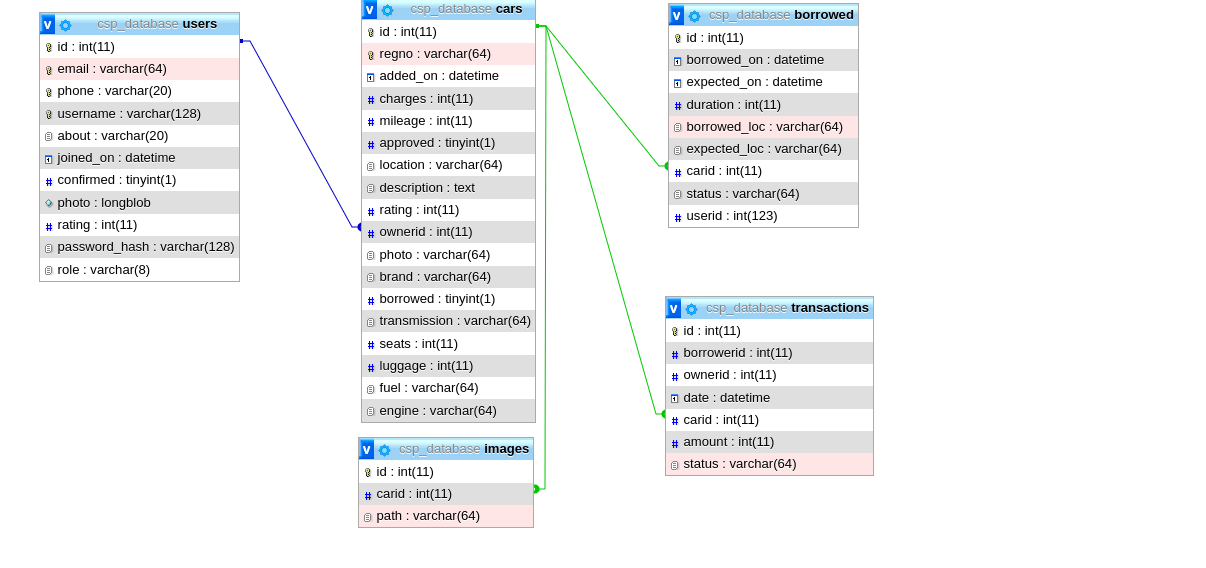 v csp_database users
id : int(11)
email : varchar(64)
phone : varchar(20)
username : varchar(128)
about : varchar(20)
joined_on : datetime
confirmed : tinyint(1)
photo : longblob
rating : int(11)
password_hash : varchar(128)
role : varchar(8)
v csp_database cars
id : int(11)
regno : varchar(64)
added_on : datetime
charges : int(11)
mileage : int(11)
approved : tinyint(1)
location : varchar(64)
description : text
rating : int(11)
ownerid : int(11)
photo : varchar(64)
brand : varchar(64)
borrowed : tinyint(1)
transmission : varchar(64)
seats : int(11)
luggage : int(11)
fuel : varchar(64)
engine : varchar(64)
v csp_database images
id : int(11)
carid : int(11)
path : varchar(64)
v csp_database borrowed
id : int(11)
borrowed_on : datetime
expected_on : datetime
duration : int(11)
borrowed_loc : varchar(64)
expected_loc : varchar(64)
carid : int(11)
status : varchar(64)
userid : int(123)
v csp_database transactions
id : int(11)
borrowerid : int(11)
ownerid : int(11)
date : datetime
carid : int(11)
amount : int(11)
status : varchar(64)